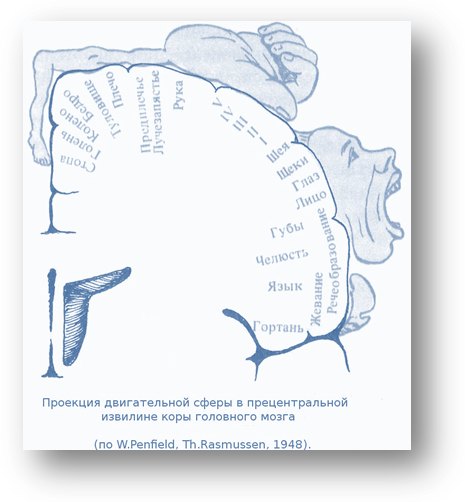 Стопа
Голень
Колено
Бедро
Туловище
Плечо
Предплечье
Лучезапястье
Рука
V
IV
III
II
I
Шея
Щеки
Глаз
Лицо
Губы
Челюсть
Язык
Гортань
Жевание
Речеобразование
Проекция двигательной сферы в прецентральной
извилине коры головного мозга
(по W.Penfield, Th.Rasmussen, 1948).